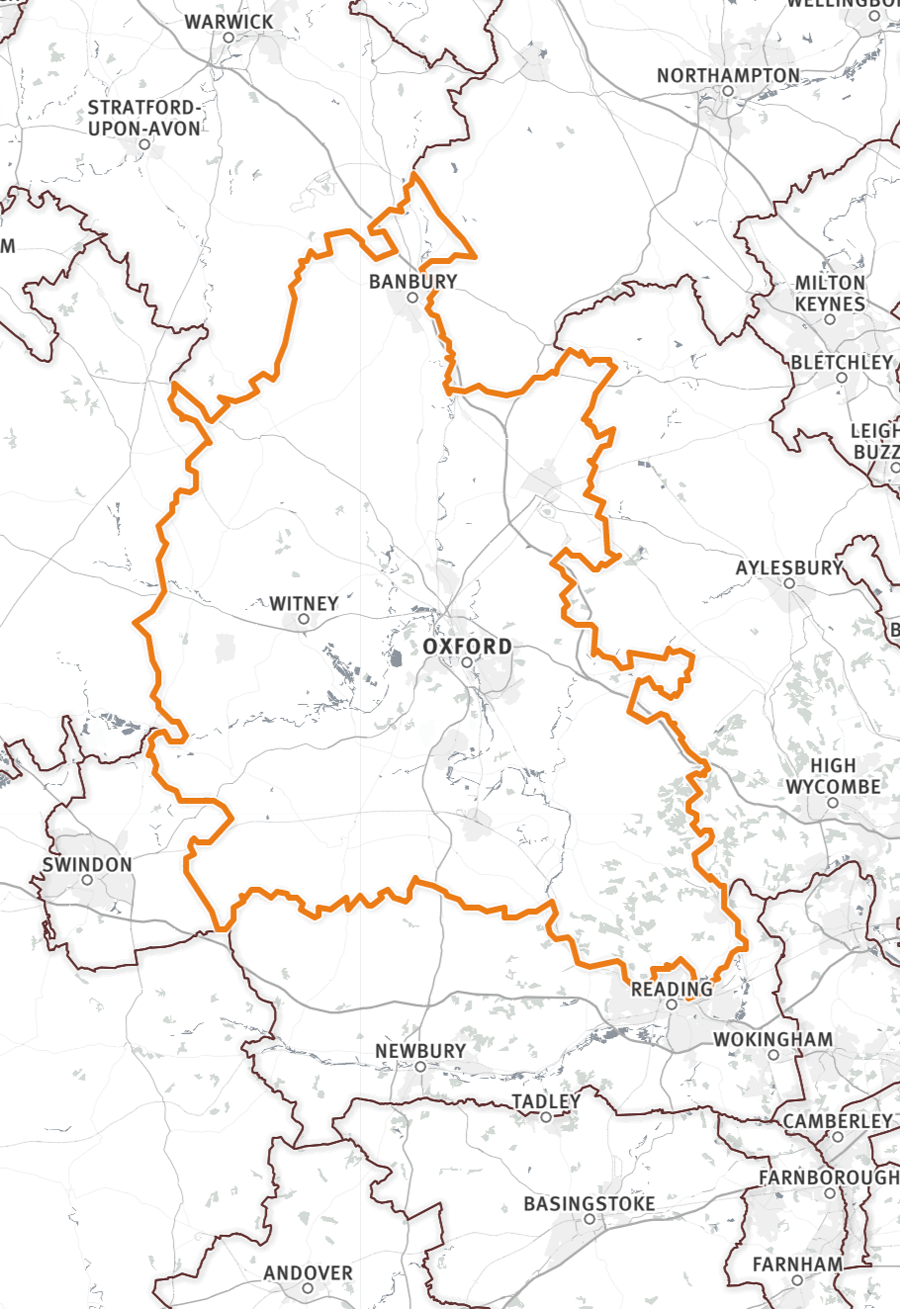 WELLINGBO
WARWICK
NORTHAMPTON
STRATFORD-
UPON-AVON
M
BANBURY
MILTON
KEYNES
BLETCHLEY
LEIGH
BUZZ
AYLESBURY
WITNEY
B
OXFORD
HIGH
WYCOMBE
SWINDON
READING
WOKINGHAM
NEWBURY
TADLEY
CAMBERLEY
FARNBOROUGH
BASINGSTOKE
FARNHAM
ANDOVER